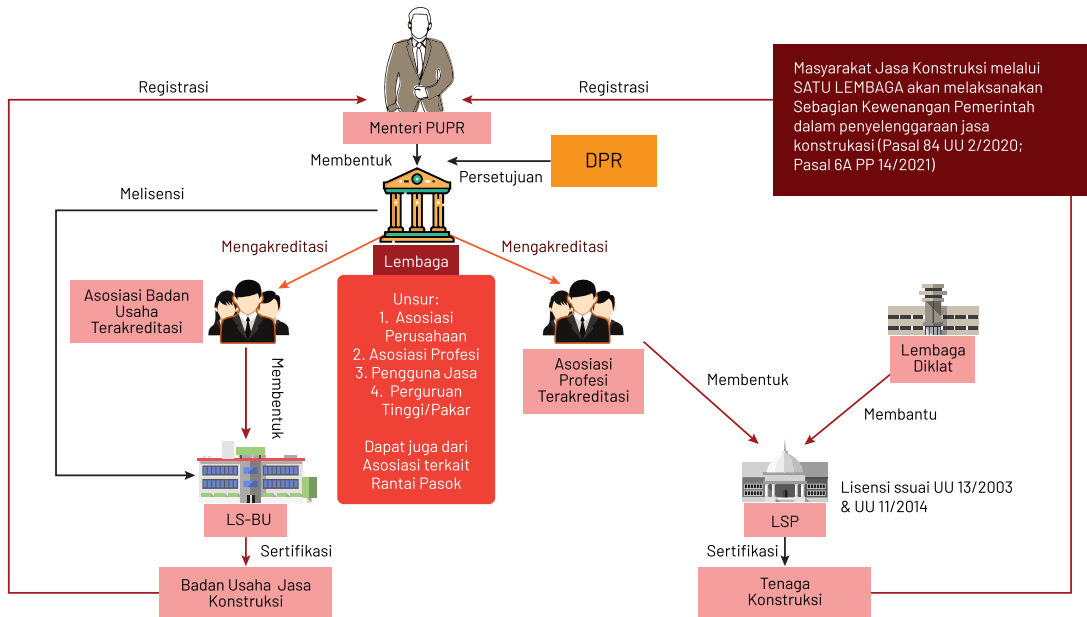 Registrasi
Registrasi
Menteri PUPR
Masyarakat Jasa Konstruksi melalui
SATU LEMBAGA akan melaksanakan
Sebagian Kewenangan Pemerintah
dalam penyelenggaraan jasa
konstrukasi (Pasal 84 UU 2/2020;
Pasal 6A PP 14/2021)
Membentuk
DPR
Persetujuan
Melisensi
Mengakreditasi
Mengakreditasi
Lembaga
Asosiasi Badan
Usaha
Terakreditasi
Unsur:
1. Asosiasi
Perusahaan
2. Asosiasi Profesi
3. Pengguna Jasa
4. Perguruan
Tinggi/Pakar
Dapat juga dari
Asosiasi terkait
Rantai Pasok
Asosiasi
Profesi
Terakreditasi
Lembaga
Diklat
Membentuk
Membentuk
Membantu
LS-BU
LSP
Lisensi ssuai UU 13/2003
& UU 11/2014
Sertifikasi
Sertifikasi
Badan Usaha Jasa
Konstruksi
Tenaga
Konstruksi